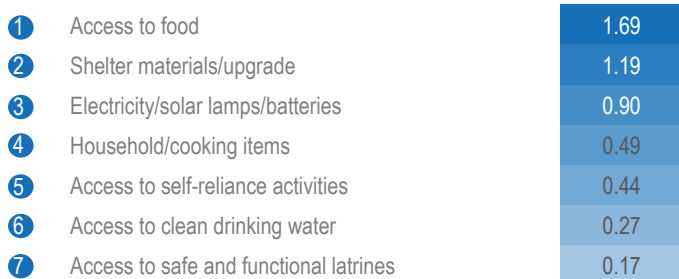 1 Access to food 1.69
2 Shelter materials/upgrade 1.19
3 Electricity/solar lamps/batteries 0.90
4 Household/cooking items 0.49
5 Access to self-reliance activities 0.44
6 Access to clean drinking water 0.27
7 Access to safe and functional latrines 0.17